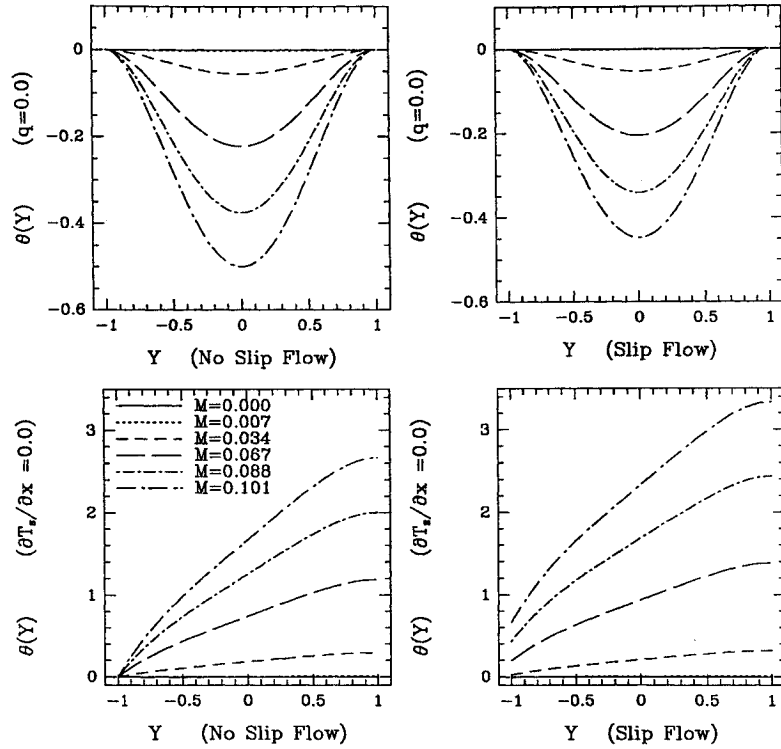 0
−0.2
−0.4
−0.6
θ(Y) (q=0.0)
−1 −0.5 0 0.5 1
Y (No Slip Flow)
0
−0.2
−0.4
−0.6
θ(Y) (q=0.0)
−1 −0.5 0 0.5 1
Y (Slip Flow)
3
2
1
0
θ(Y) (∂Tₛ/∂x =0.0)
M=0.000
M=0.007
M=0.034
M=0.067
M=0.088
M=0.101
−1 −0.5 0 0.5 1
Y (No Slip Flow)
3
2
1
0
θ(Y) (∂Tₛ/∂x =0.0)
−1 −0.5 0 0.5 1
Y (Slip Flow)